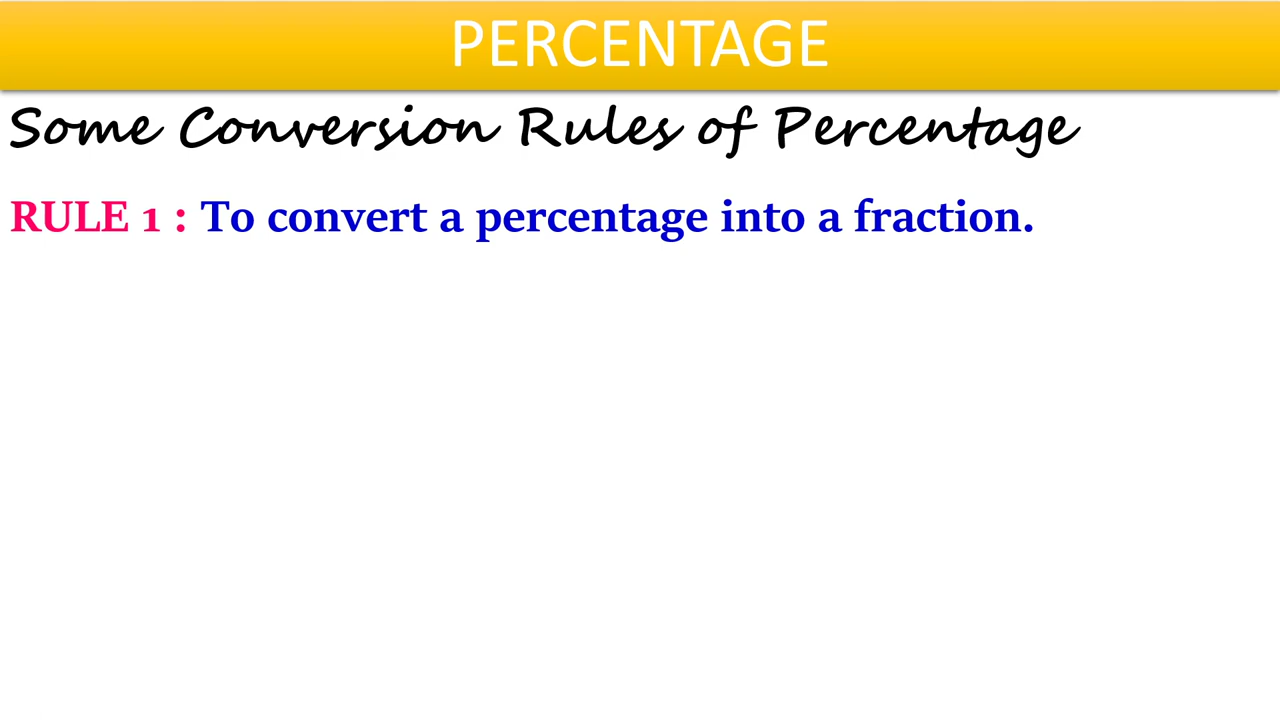 PERCENTAGE
Some Conversion Rules of Percentage
RULE 1 : To convert a percentage into a fraction.